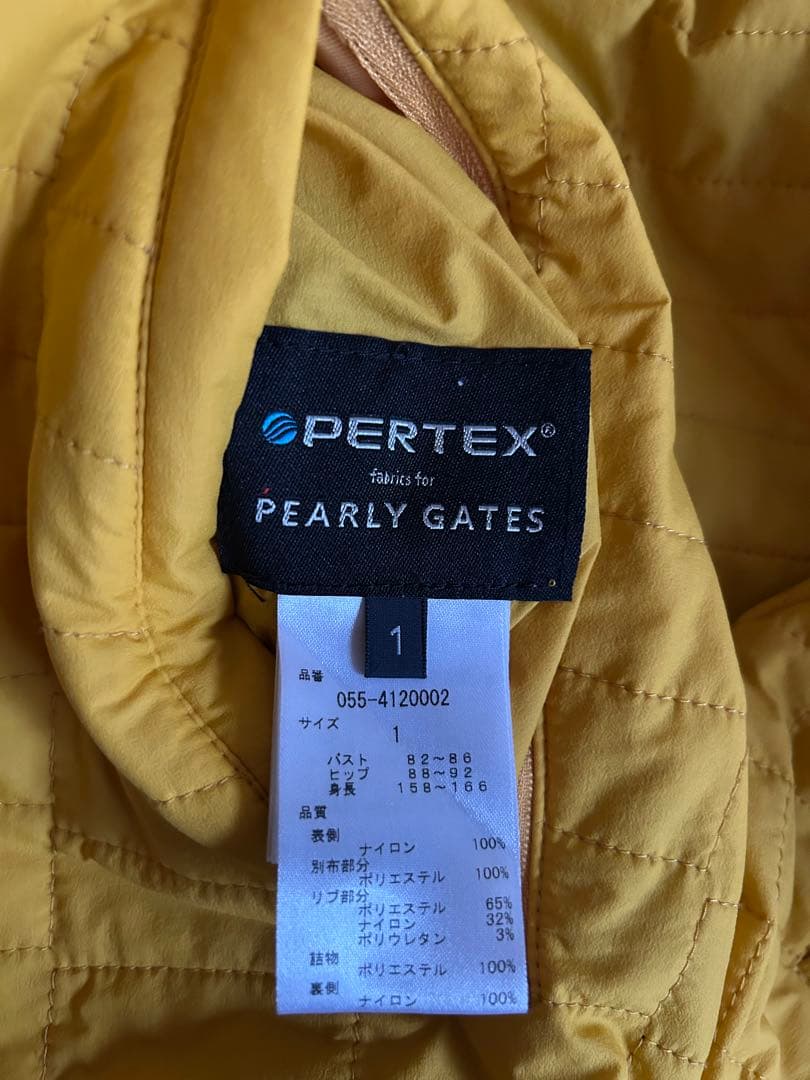 PERTEX®
fabrics for
PEARLY GATES
1
品番
055-4120002
サイズ
1
バスト 82~86
ヒップ 88~92
身長 158~166
品質
表側
ナイロン 100%
別布部分
ポリエステル 100%
リブ部分
ポリエステル 65%
ナイロン 32%
ポリウレタン 3%
詰物
ポリエステル 100%
裏側
ナイロン 100%